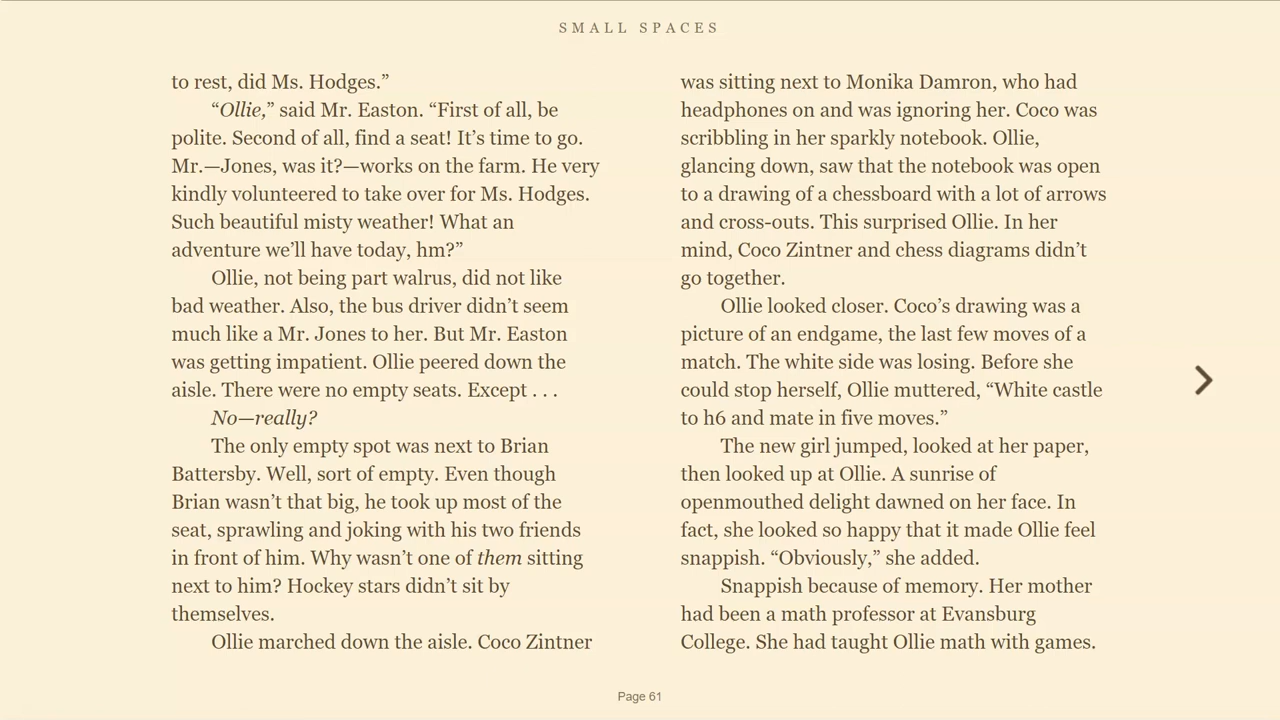 SMALL SPACES
to rest, did Ms. Hodges.”
“Ollie,” said Mr. Easton. “First of all, be
polite. Second of all, find a seat! It’s time to go.
Mr.—Jones, was it?—works on the farm. He very
kindly volunteered to take over for Ms. Hodges.
Such beautiful misty weather! What an
adventure we’ll have today, hm?”
Ollie, not being part walrus, did not like
bad weather. Also, the bus driver didn’t seem
much like a Mr. Jones to her. But Mr. Easton
was getting impatient. Ollie peered down the
aisle. There were no empty seats. Except . . .
No—really?
The only empty spot was next to Brian
Battersby. Well, sort of empty. Even though
Brian wasn’t that big, he took up most of the
seat, sprawling and joking with his two friends
in front of him. Why wasn’t one of them sitting
next to him? Hockey stars didn’t sit by
themselves.
Ollie marched down the aisle. Coco Zintner
was sitting next to Monika Damron, who had
headphones on and was ignoring her. Coco was
scribbling in her sparkly notebook. Ollie,
glancing down, saw that the notebook was open
to a drawing of a chessboard with a lot of arrows
and cross-outs. This surprised Ollie. In her
mind, Coco Zintner and chess diagrams didn’t
go together.
Ollie looked closer. Coco’s drawing was a
picture of an endgame, the last few moves of a
match. The white side was losing. Before she
could stop herself, Ollie muttered, “White castle
to h6 and mate in five moves.”
The new girl jumped, looked at her paper,
then looked up at Ollie. A sunrise of
openmouthed delight dawned on her face. In
fact, she looked so happy that it made Ollie feel
snappish. “Obviously,” she added.
Snappish because of memory. Her mother
had been a math professor at Evansburg
College. She had taught Ollie math with games.
Page 61